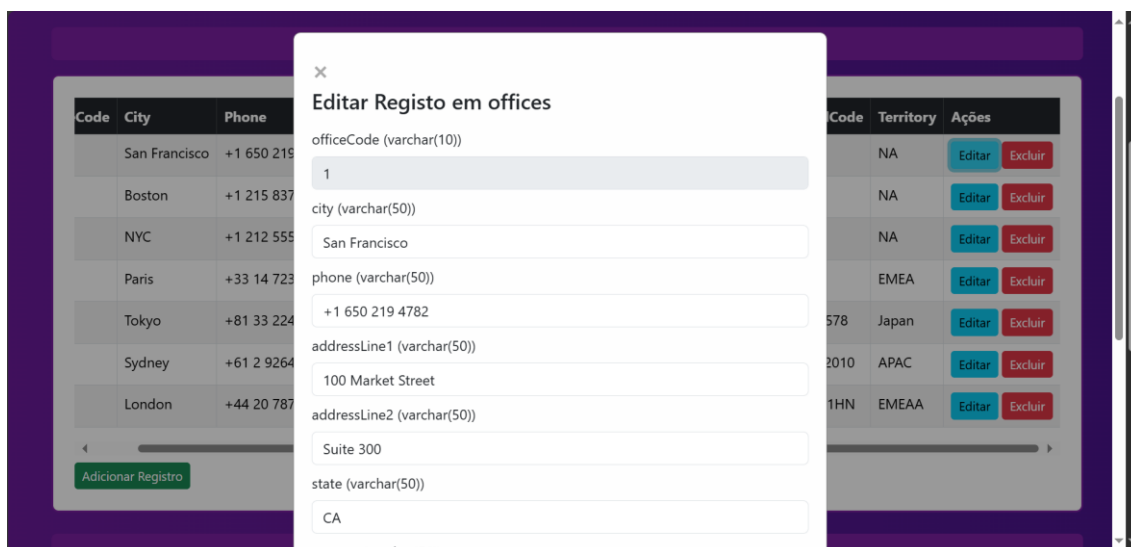 ×
Editar Registo em offices
officeCode (varchar(10))
1
city (varchar(50))
San Francisco
phone (varchar(50))
+1 650 219 4782
addressLine1 (varchar(50))
100 Market Street
addressLine2 (varchar(50))
Suite 300
state (varchar(50))
CA
Code City Phone lCode Territory Ações
San Francisco +1 650 219 NA Editar Excluir
Boston +1 215 837 NA Editar Excluir
NYC +1 212 555 NA Editar Excluir
Paris +33 14 723 EMEA Editar Excluir
Tokyo +81 33 224 578 Japan Editar Excluir
Sydney +61 2 9264 2010 APAC Editar Excluir
London +44 20 787 1HN EMEAA Editar Excluir
Adicionar Registro